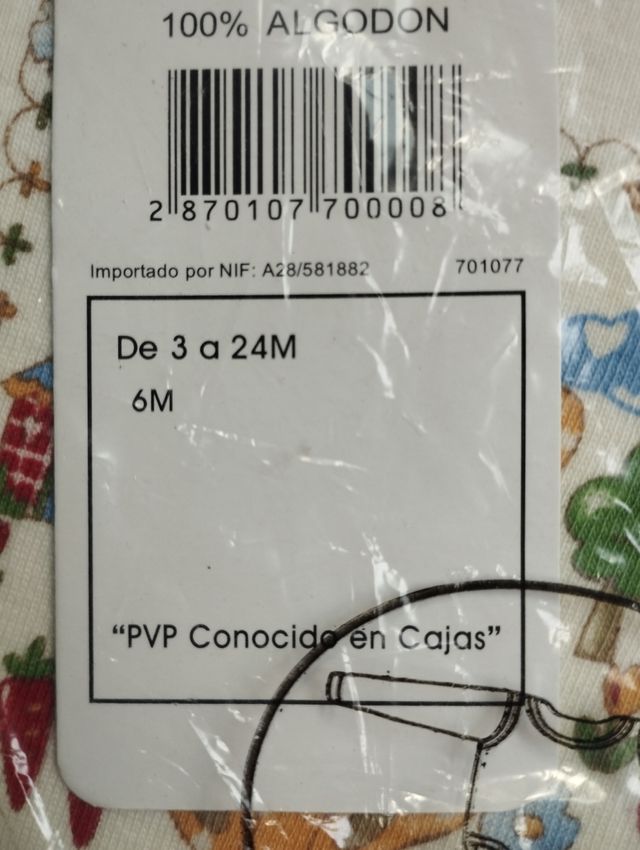 100% ALGODON
2 870107 700008
Importado por NIF: A28/581882 701077
De 3 a 24M
6M
“PVP Conocido en Cajas”